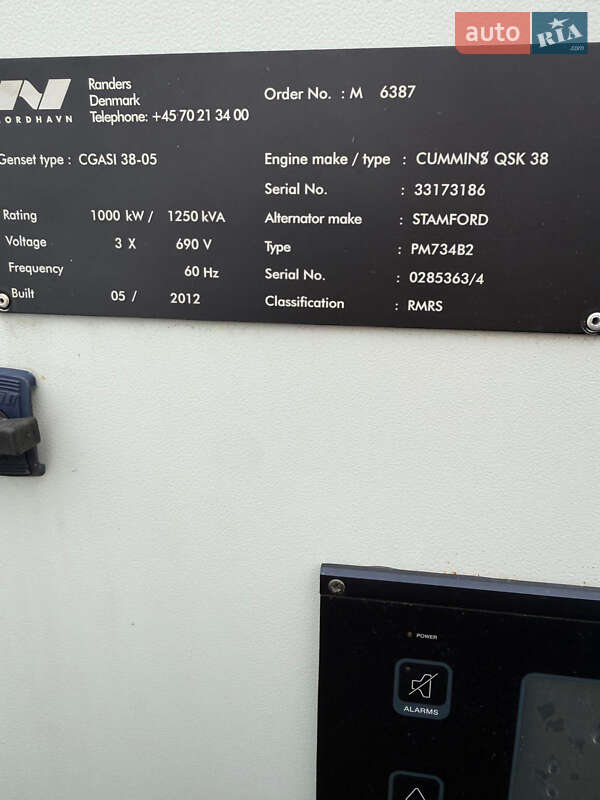 auto RIA.com
Randers
Denmark
Telephone: +45 70 21 34 00
ORDHAVN
Order No. : M 6387
Genset type : CGASI 38-05
Engine make / type : CUMMINS QSK 38
Serial No. : 33173186
Rating 1000 kW / 1250 kVA
Alternator make : STAMFORD
Voltage 3 X 690 V
Type : PM734B2
Frequency 60 Hz
Serial No. : 0285363/4
Built 05 / 2012
Classification : RMRS
POWER
ALARMS